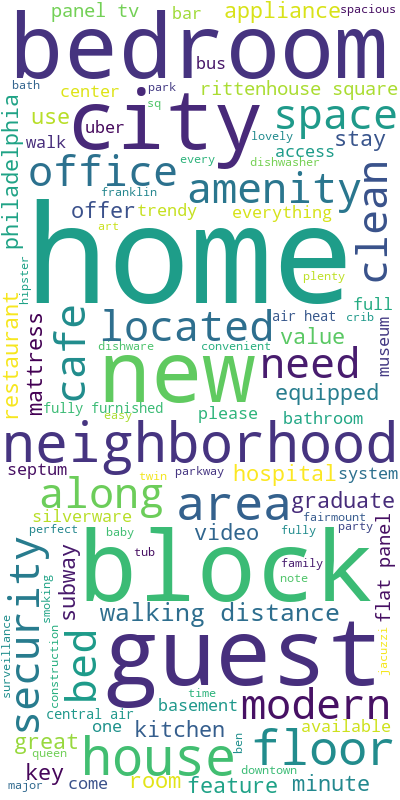 panel tv
bar
appliance
spacious
bedroom
bus
bath
center
park
rittenhouse square
city
use
sq
space
philadelphia
walk
uber
lovely
access
stay
office
every
dishwasher
franklin
amenity
clean
offer
trendy
everything
art
home
hipster
plenty
restaurant
mattress
cafe
located
air heat
full
crib
museum
dishware
convenient
value
new
need
fully furnished
easy
please
equipped
bathroom
neighborhood
septum
twin
parkway
hospital
system
along
area
graduate
silverware
fairmount
perfect
baby
video
fully
party
flat panel
security
smoking
subway
block
tub
family
note
surveillance
construction
bed
walking distance
guest
jacuzzi
time
basement
modern
central air
one
kitchen
available
great
queen
house
ben
floor
downtown
key
come
room
feature
minute
major